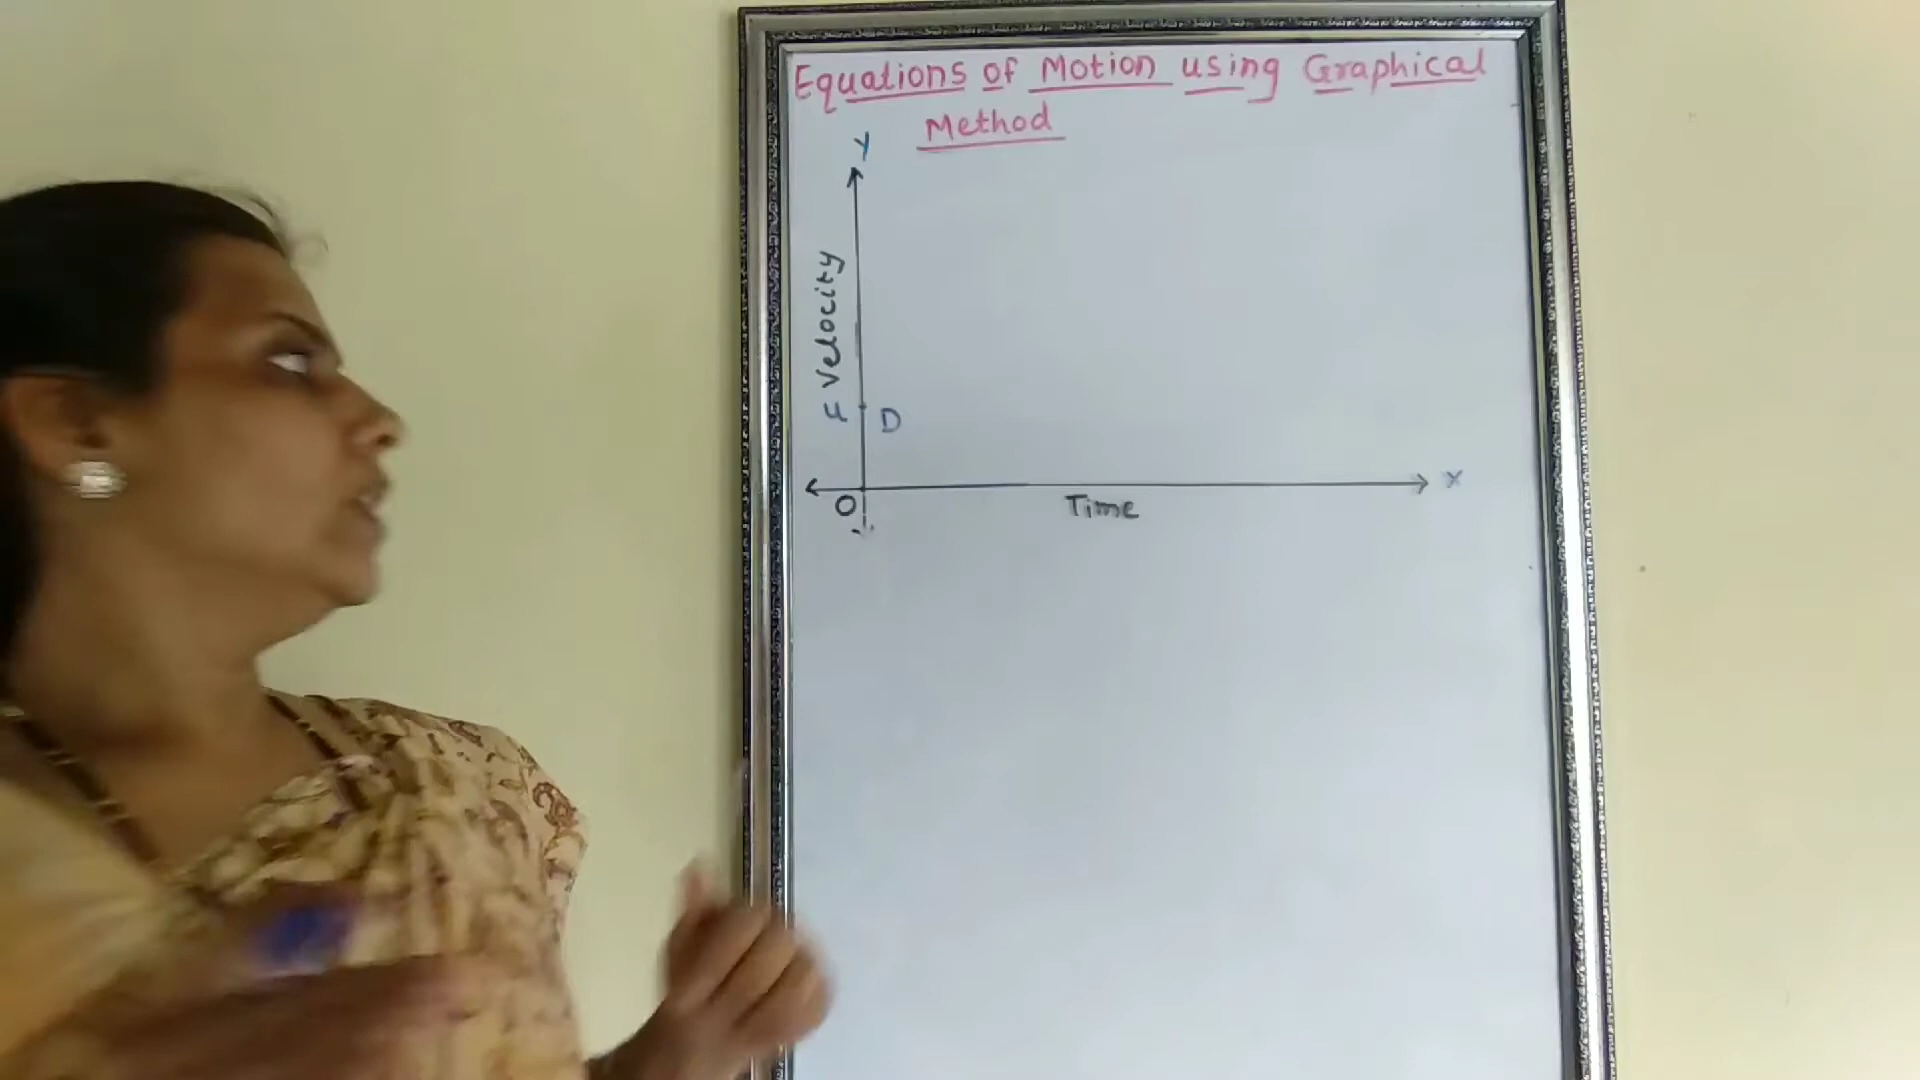 Equations of Motion using Graphical
Method
Y
Velocity
u D
X
O
Time